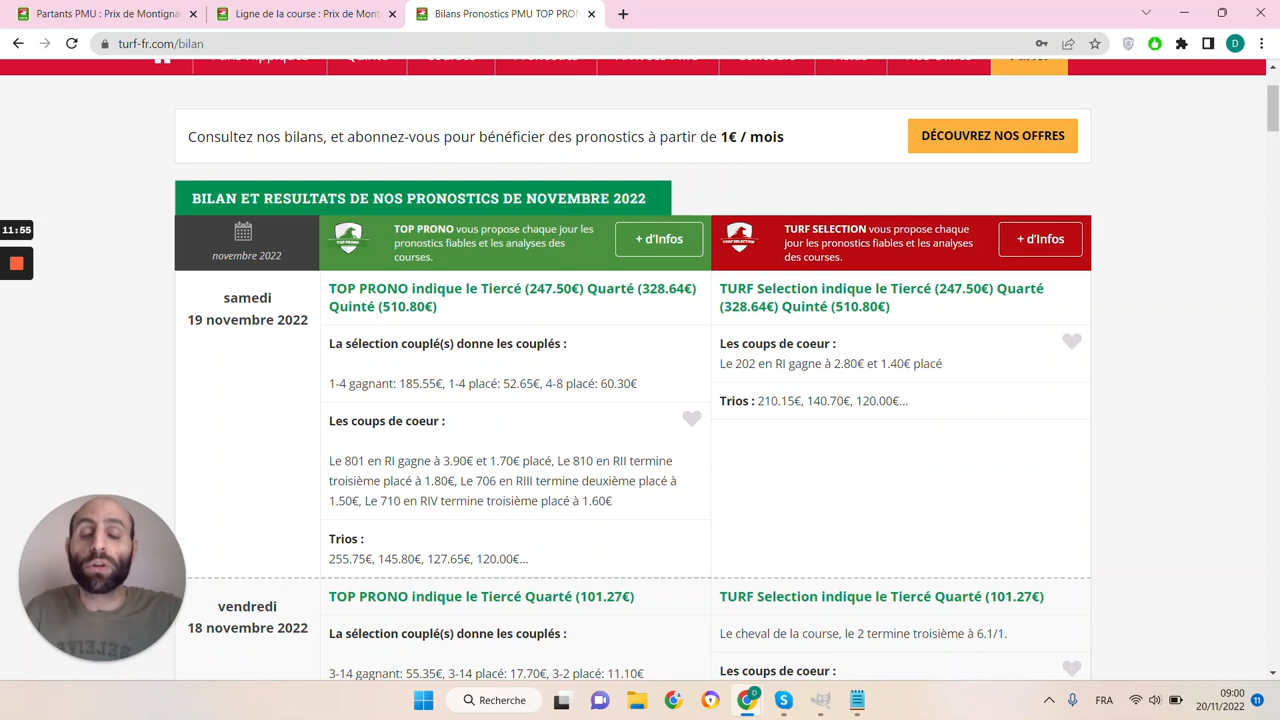 Partants PMU : Prix de Montigna
Ligne de la course : Prix de Mont
Bilans Pronostics PMU TOP PRON
turf-fr.com/bilan
D
Consultez nos bilans, et abonnez-vous pour bénéficier des pronostics à partir de 1€ / mois
DÉCOUVREZ NOS OFFRES
BILAN ET RESULTATS DE NOS PRONOSTICS DE NOVEMBRE 2022
novembre 2022
TOP PRONO
TOP PRONO vous propose chaque jour les
pronostics fiables et les analyses des
courses.
+ d'Infos
TURF SELECTION
TURF SELECTION vous propose chaque
jour les pronostics fiables et les analyses
des courses.
+ d'Infos
11:55
samedi
19 novembre 2022
TOP PRONO indique le Tiercé (247.50€) Quarté (328.64€)
Quinté (510.80€)
La sélection couplé(s) donne les couplés :
1-4 gagnant: 185.55€, 1-4 placé: 52.65€, 4-8 placé: 60.30€
Les coups de coeur :
Le 801 en RI gagne à 3.90€ et 1.70€ placé, Le 810 en RII termine
troisième placé à 1.80€, Le 706 en RIII termine deuxième placé à
1.50€, Le 710 en RIV termine troisième placé à 1.60€
Trios :
255.75€, 145.80€, 127.65€, 120.00€...
TURF Selection indique le Tiercé (247.50€) Quarté
(328.64€) Quinté (510.80€)
Les coups de coeur :
Le 202 en RI gagne à 2.80€ et 1.40€ placé
Trios : 210.15€, 140.70€, 120.00€...
vendredi
18 novembre 2022
TOP PRONO indique le Tiercé Quarté (101.27€)
La sélection couplé(s) donne les couplés :
3-14 gagnant: 55.35€, 3-14 placé: 17.70€, 3-2 placé: 11.10€
TURF Selection indique le Tiercé Quarté (101.27€)
Le cheval de la course, le 2 termine troisième à 6.1/1.
Les coups de coeur :
Recherche
FRA
09:00
20/11/2022